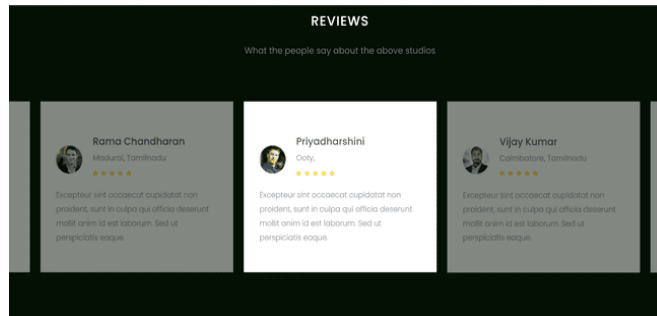 REVIEWS
What the people say about the above studios
Rama Chandharan
Madurai, Tamilnadu
Excepteur sint occaecat cupidatat non
proident, sunt in culpa qui officia deserunt
mollit anim id est laborum. Sed ut
perspiciatis eaque.
Priyadharshini
Ooty,
Excepteur sint occaecat cupidatat non
proident, sunt in culpa qui officia deserunt
mollit anim id est laborum. Sed ut
perspiciatis eaque.
Vijay Kumar
Coimbatore, Tamilnadu
Excepteur sint occaecat cupidatat non
proident, sunt in culpa qui officia deserunt
mollit anim id est laborum. Sed ut
perspiciatis eaque.